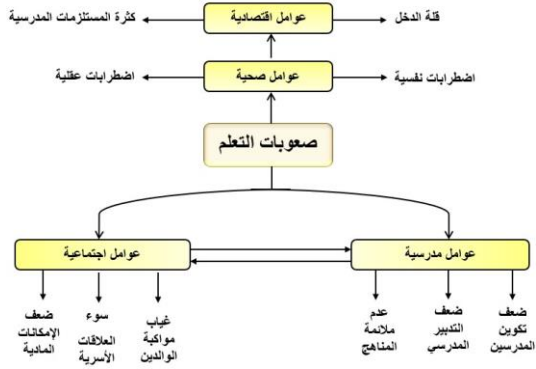 قلة الدخل
عوامل اقتصادية
كثرة المستلزمات المدرسية
اضطرابات نفسية
عوامل صحية
اضطرابات عقلية
صعوبات التعلم
عوامل مدرسية
عوامل اجتماعية
ضعف
تكوين
المدرسين
ضعف
التدبير
المدرسي
عدم
ملائمة
المناهج
غياب
مواكبة
الوالدين
سوء
العلاقات
الأسرية
ضعف
الإمكانات
المادية